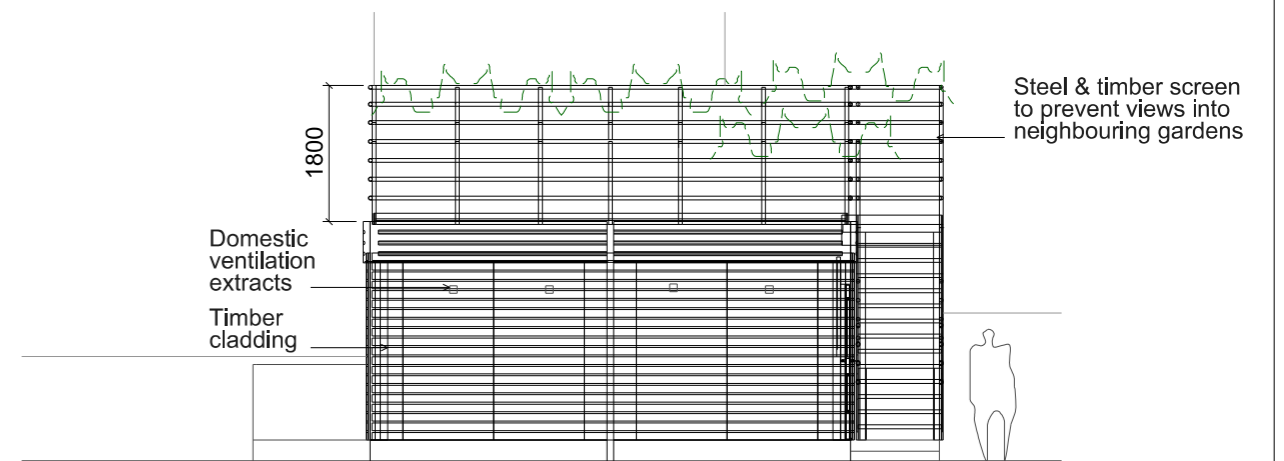 Steel & timber screen
to prevent views into
neighbouring gardens
1800
Domestic
ventilation
extracts
Timber
cladding